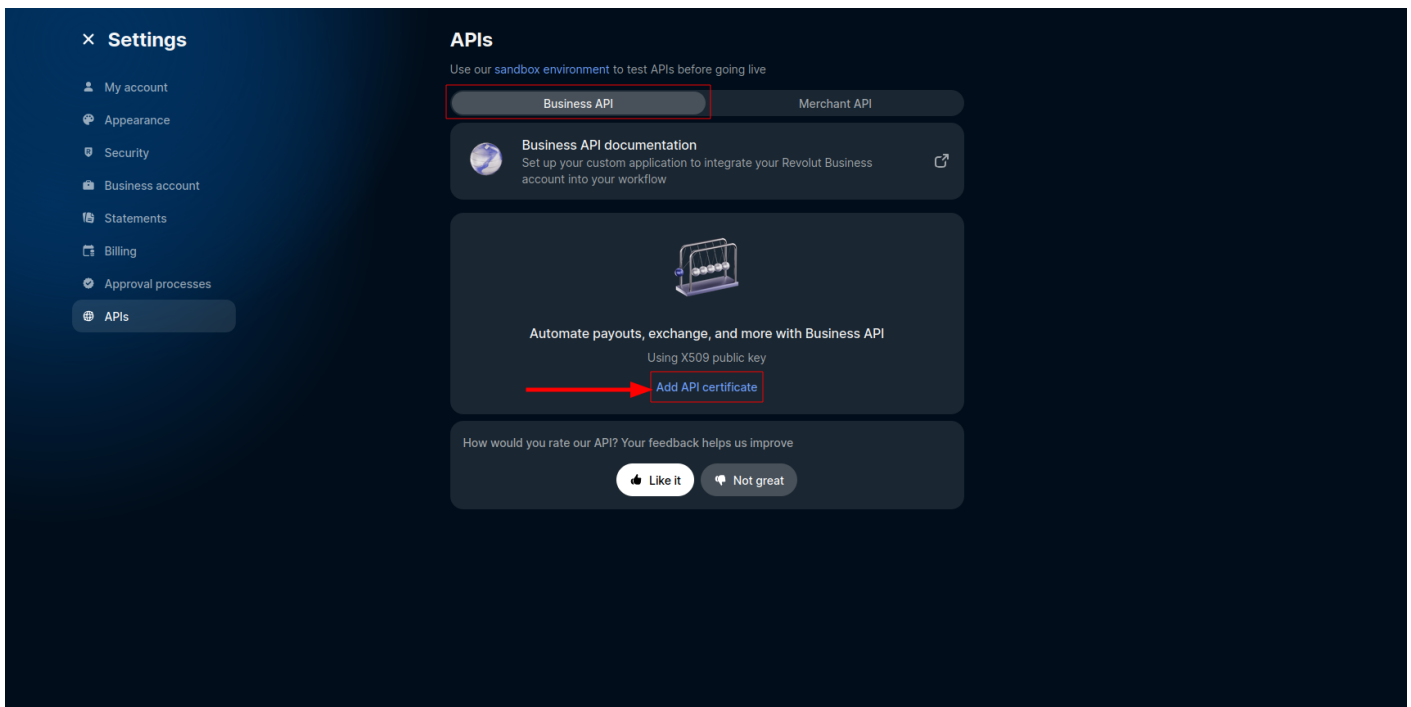 Settings
My account
Appearance
Security
Business account
Statements
Billing
Approval processes
APIs
APIs
Use our sandbox environment to test APIs before going live
Business API
Merchant API
Business API documentation
Set up your custom application to integrate your Revolut Business
account into your workflow
Automate payouts, exchange, and more with Business API
Using X509 public key
Add API certificate
How would you rate our API? Your feedback helps us improve
Like it
Not great